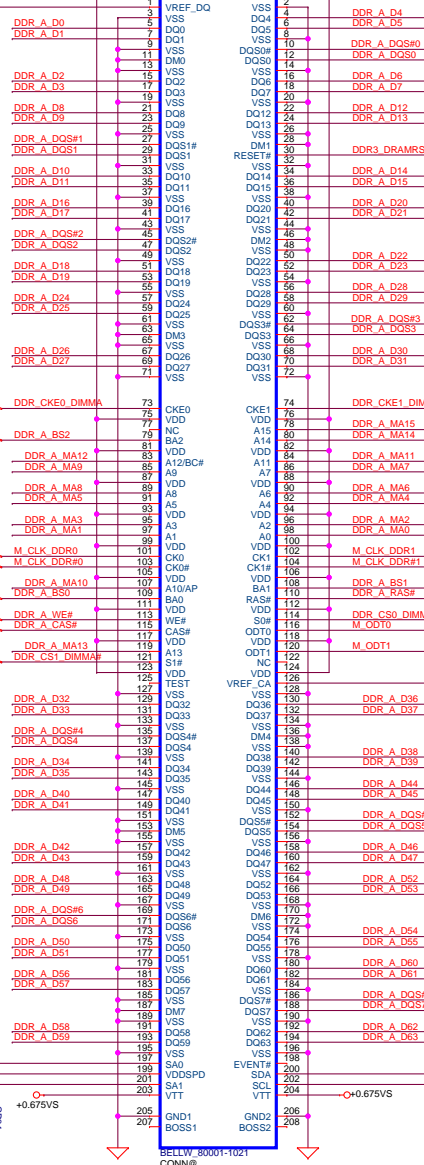 1 VREF_DQ VSS 2
3 VSS DQ4 4 DDR_A_D4
DDR_A_D0 5 DQ0 DQ5 6 DDR_A_D5
DDR_A_D1 7 DQ1 VSS 8
9 VSS DQS0# 10 DDR_A_DQS#0
11 DM0 DQS0 12 DDR_A_DQS0
13 VSS VSS 14
DDR_A_D2 15 DQ2 DQ6 16 DDR_A_D6
DDR_A_D3 17 DQ3 DQ7 18 DDR_A_D7
19 VSS VSS 20
DDR_A_D8 21 DQ8 DQ12 22 DDR_A_D12
DDR_A_D9 23 DQ9 DQ13 24 DDR_A_D13
25 VSS VSS 26
DDR_A_DQS#1 27 DQS1# DM1 28
DDR_A_DQS1 29 DQS1 RESET# 30 DDR3_DRAMRS
31 VSS VSS 32
DDR_A_D10 33 DQ10 DQ14 34 DDR_A_D14
DDR_A_D11 35 DQ11 DQ15 36 DDR_A_D15
37 VSS VSS 38
DDR_A_D16 39 DQ16 DQ20 40 DDR_A_D20
DDR_A_D17 41 DQ17 DQ21 42 DDR_A_D21
43 VSS VSS 44
DDR_A_DQS#2 45 DQS2# DM2 46
DDR_A_DQS2 47 DQS2 VSS 48
49 VSS DQ22 50 DDR_A_D22
DDR_A_D18 51 DQ18 DQ23 52 DDR_A_D23
DDR_A_D19 53 DQ19 VSS 54
55 VSS DQ28 56 DDR_A_D28
DDR_A_D24 57 DQ24 DQ29 58 DDR_A_D29
DDR_A_D25 59 DQ25 VSS 60
61 VSS DQS3# 62 DDR_A_DQS#3
63 DM3 DQS3 64 DDR_A_DQS3
65 VSS VSS 66
DDR_A_D26 67 DQ26 DQ30 68 DDR_A_D30
DDR_A_D27 69 DQ27 DQ31 70 DDR_A_D31
71 VSS VSS 72
DDR_CKE0_DIMMA 73 CKE0 CKE1 74 DDR_CKE1_DIM
75 VDD VDD 76
77 NC A15 78 DDR_A_MA15
DDR_A_BS2 79 BA2 A14 80 DDR_A_MA14
81 VDD VDD 82
DDR_A_MA12 83 A12/BC# A11 84 DDR_A_MA11
DDR_A_MA9 85 A9 A7 86 DDR_A_MA7
87 VDD VDD 88
DDR_A_MA8 89 A8 A6 90 DDR_A_MA6
DDR_A_MA5 91 A5 A4 92 DDR_A_MA4
93 VDD VDD 94
DDR_A_MA3 95 A3 A2 96 DDR_A_MA2
DDR_A_MA1 97 A1 A0 98 DDR_A_MA0
99 VDD VDD 100
M_CLK_DDR0 101 CK0 CK1 102 M_CLK_DDR1
M_CLK_DDR#0 103 CK0# CK1# 104 M_CLK_DDR#1
105 VDD VDD 106
DDR_A_MA10 107 A10/AP BA1 108 DDR_A_BS1
DDR_A_BS0 109 BA0 RAS# 110 DDR_A_RAS#
111 VDD VDD 112
DDR_A_WE# 113 WE# S0# 114 DDR_CS0_DIMM
DDR_A_CAS# 115 CAS# ODT0 116 M_ODT0
117 VDD VDD 118
DDR_A_MA13 119 A13 ODT1 120 M_ODT1
DDR_CS1_DIMMA# 121 S1# NC 122
123 VDD VDD 124
125 TEST VREF_CA 126
127 VSS VSS 128
DDR_A_D32 129 DQ32 DQ36 130 DDR_A_D36
DDR_A_D33 131 DQ33 DQ37 132 DDR_A_D37
133 VSS VSS 134
DDR_A_DQS#4 135 DQS4# DM4 136
DDR_A_DQS4 137 DQS4 VSS 138
139 VSS DQ38 140 DDR_A_D38
DDR_A_D34 141 DQ34 DQ39 142 DDR_A_D39
DDR_A_D35 143 DQ35 VSS 144
145 VSS DQ44 146 DDR_A_D44
DDR_A_D40 147 DQ40 DQ45 148 DDR_A_D45
DDR_A_D41 149 DQ41 VSS 150
151 VSS DQS5# 152 DDR_A_DQS#
153 DM5 DQS5 154 DDR_A_DQS5
155 VSS VSS 156
DDR_A_D42 157 DQ42 DQ46 158 DDR_A_D46
DDR_A_D43 159 DQ43 DQ47 160 DDR_A_D47
161 VSS VSS 162
DDR_A_D48 163 DQ48 DQ52 164 DDR_A_D52
DDR_A_D49 165 DQ49 DQ53 166 DDR_A_D53
167 VSS VSS 168
DDR_A_DQS#6 169 DQS6# DM6 170
DDR_A_DQS6 171 DQS6 VSS 172
173 VSS DQ54 174 DDR_A_D54
DDR_A_D50 175 DQ50 DQ55 176 DDR_A_D55
DDR_A_D51 177 DQ51 VSS 178
179 VSS DQ60 180 DDR_A_D60
DDR_A_D56 181 DQ56 DQ61 182 DDR_A_D61
DDR_A_D57 183 DQ57 VSS 184
185 VSS DQS7# 186 DDR_A_DQS#
187 DM7 DQS7 188 DDR_A_DQS7
189 VSS VSS 190
DDR_A_D58 191 DQ58 DQ62 192 DDR_A_D62
DDR_A_D59 193 DQ59 DQ63 194 DDR_A_D63
195 VSS VSS 196
197 SA0 EVENT# 198
199 VDDSPD SDA 200
201 SA1 SCL 202
203 VTT VTT 204
+0.675VS +0.675VS
205 GND1 GND2 206
207 BOSS1 BOSS2 208
BELLW_80001-1021
CONN@